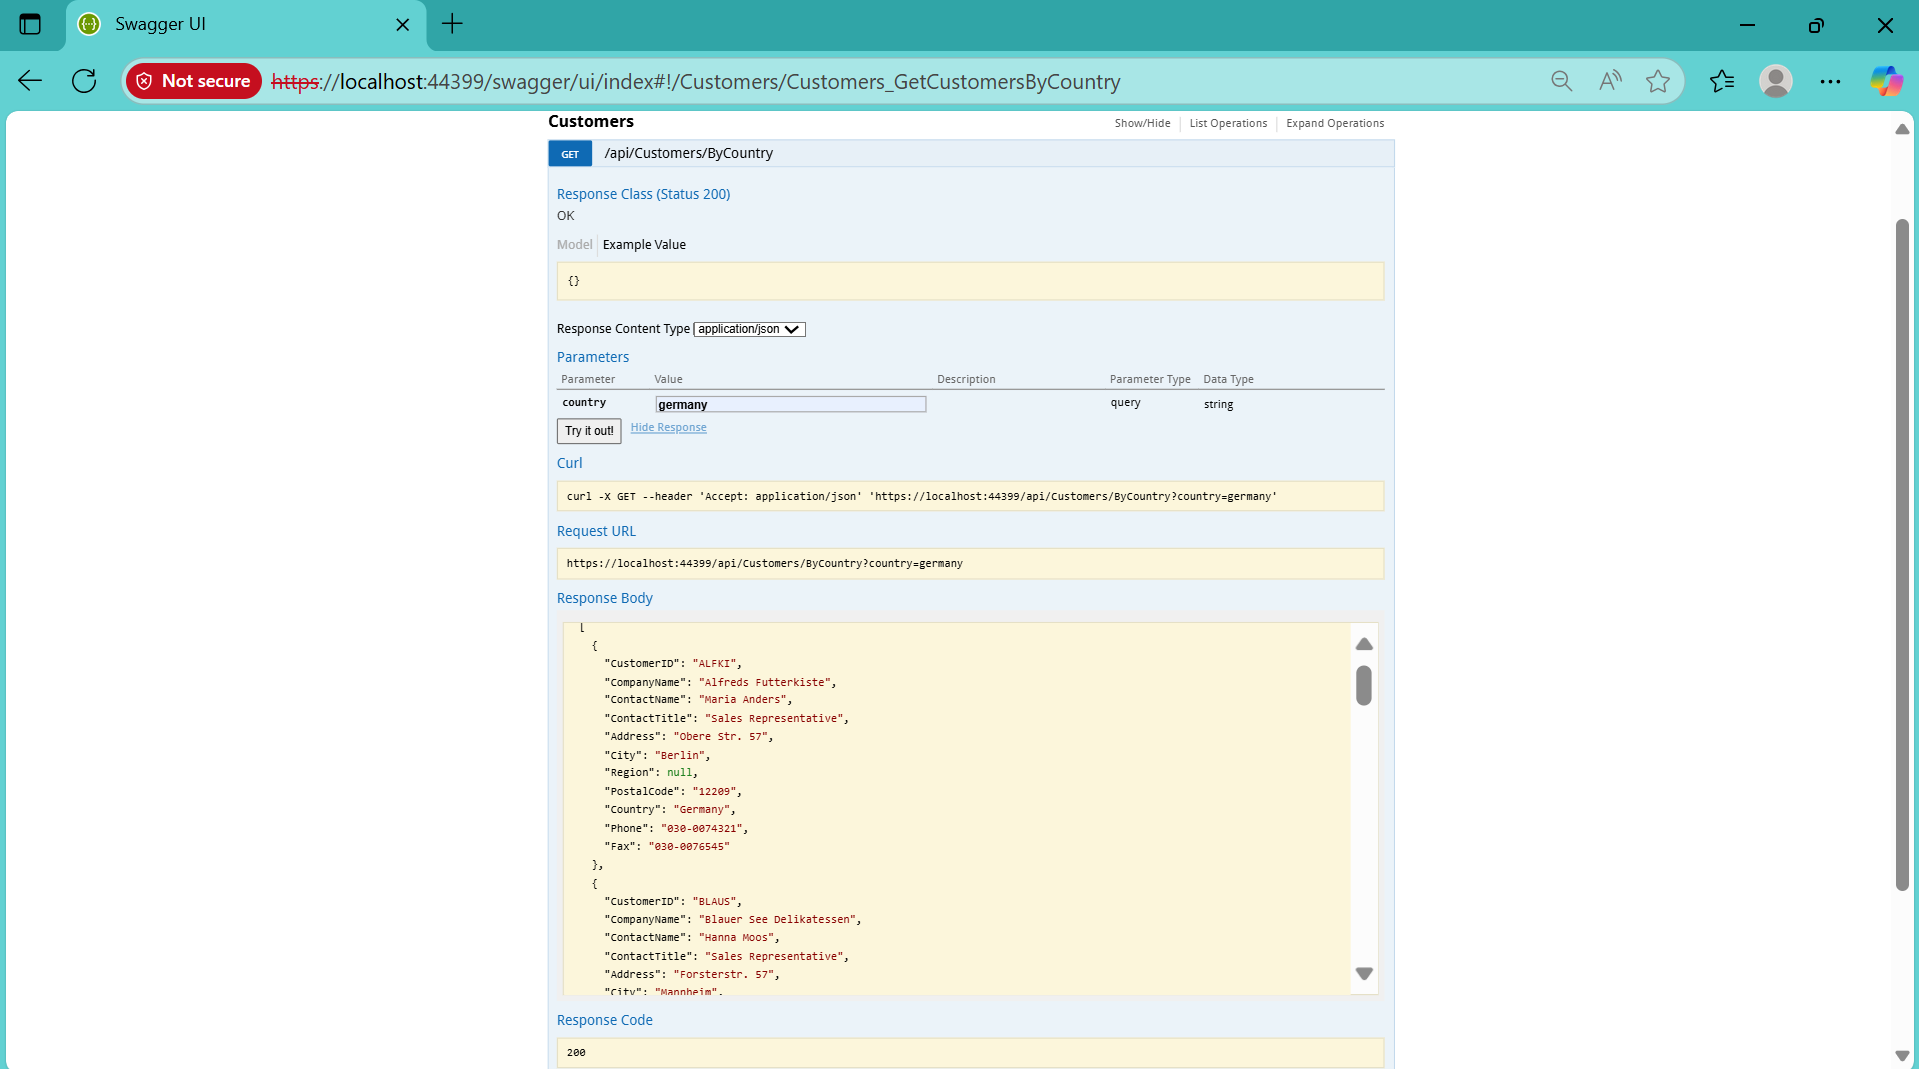 Swagger UI
Not secure https://localhost:44399/swagger/ui/index#!/Customers/Customers_GetCustomersByCountry
Customers Show/Hide List Operations Expand Operations
GET /api/Customers/ByCountry
Response Class (Status 200)
OK
Model Example Value
{}
Response Content Type application/json
Parameters
Parameter Value Description Parameter Type Data Type
country germany query string
Try it out! Hide Response
Curl
curl -X GET --header 'Accept: application/json' 'https://localhost:44399/api/Customers/ByCountry?country=germany'
Request URL
https://localhost:44399/api/Customers/ByCountry?country=germany
Response Body
[
{
"CustomerID": "ALFKI",
"CompanyName": "Alfreds Futterkiste",
"ContactName": "Maria Anders",
"ContactTitle": "Sales Representative",
"Address": "Obere Str. 57",
"City": "Berlin",
"Region": null,
"PostalCode": "12209",
"Country": "Germany",
"Phone": "030-0074321",
"Fax": "030-0076545"
},
{
"CustomerID": "BLAUS",
"CompanyName": "Blauer See Delikatessen",
"ContactName": "Hanna Moos",
"ContactTitle": "Sales Representative",
"Address": "Forsterstr. 57",
"City": "Mannheim",
Response Code
200